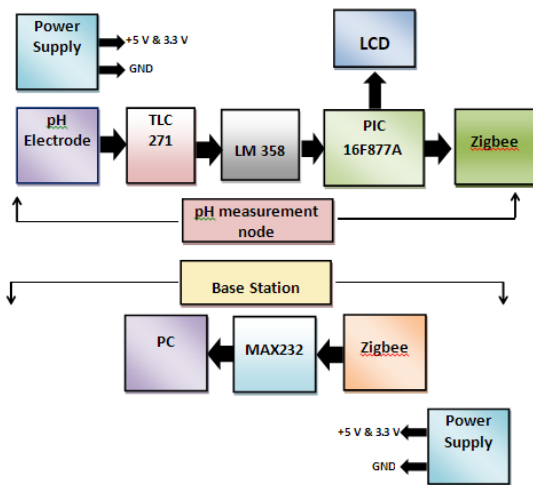 Power
Supply
+5 V & 3.3 V
GND
LCD
pH
Electrode
TLC
271
LM 358
PIC
16F877A
Zigbee
pH measurement
node
Base Station
PC
MAX232
Zigbee
+5 V & 3.3 V
GND
Power
Supply